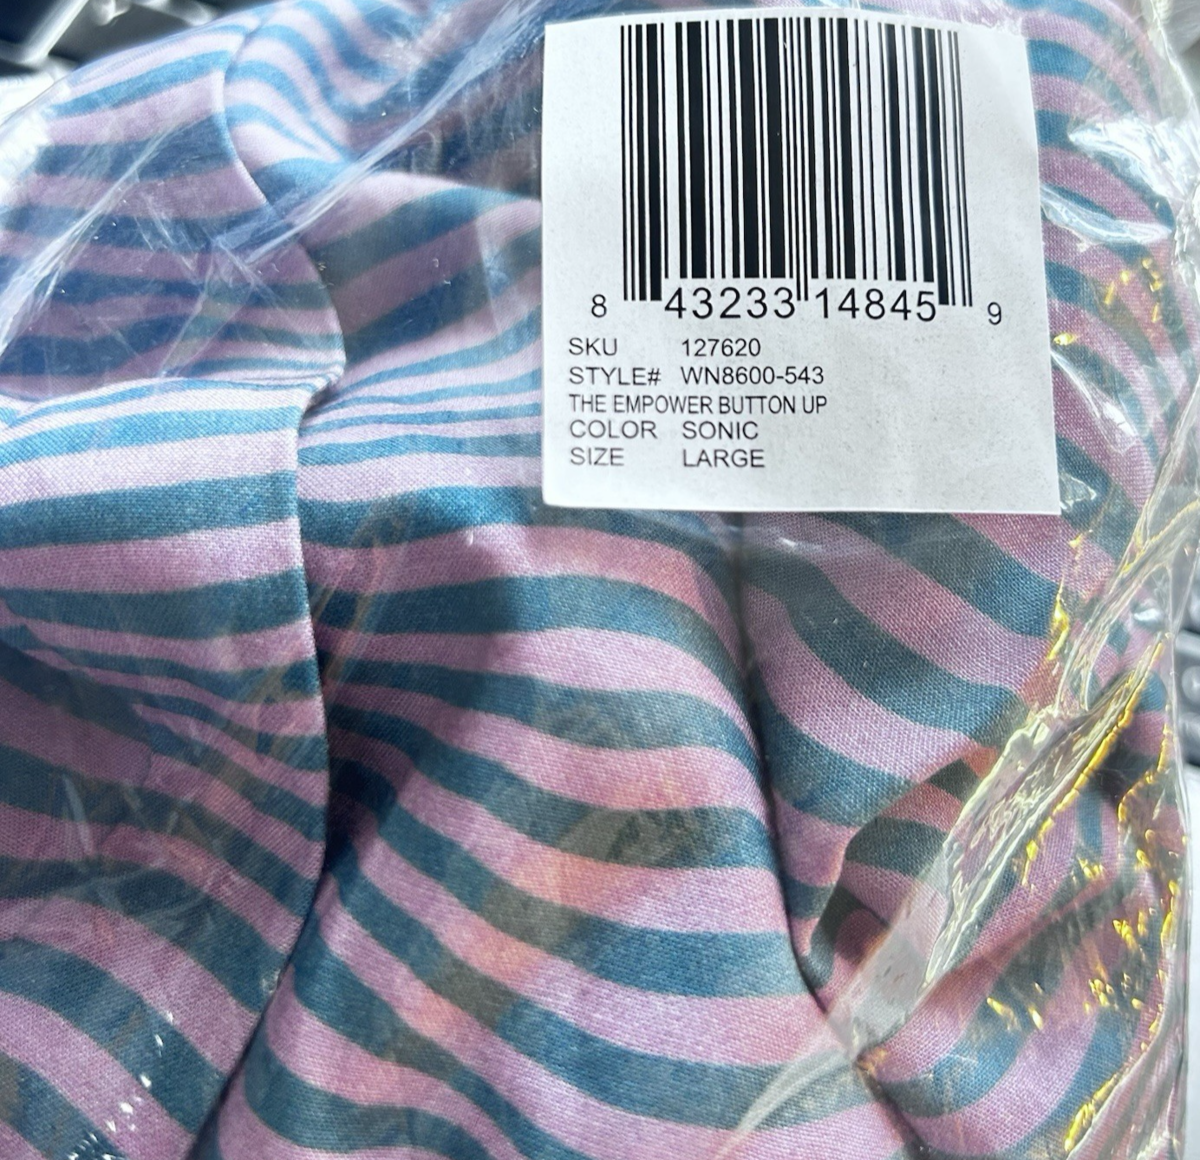 8 43233 14845 9
SKU 127620
STYLE# WN8600-543
THE EMPOWER BUTTON UP
COLOR SONIC
SIZE LARGE